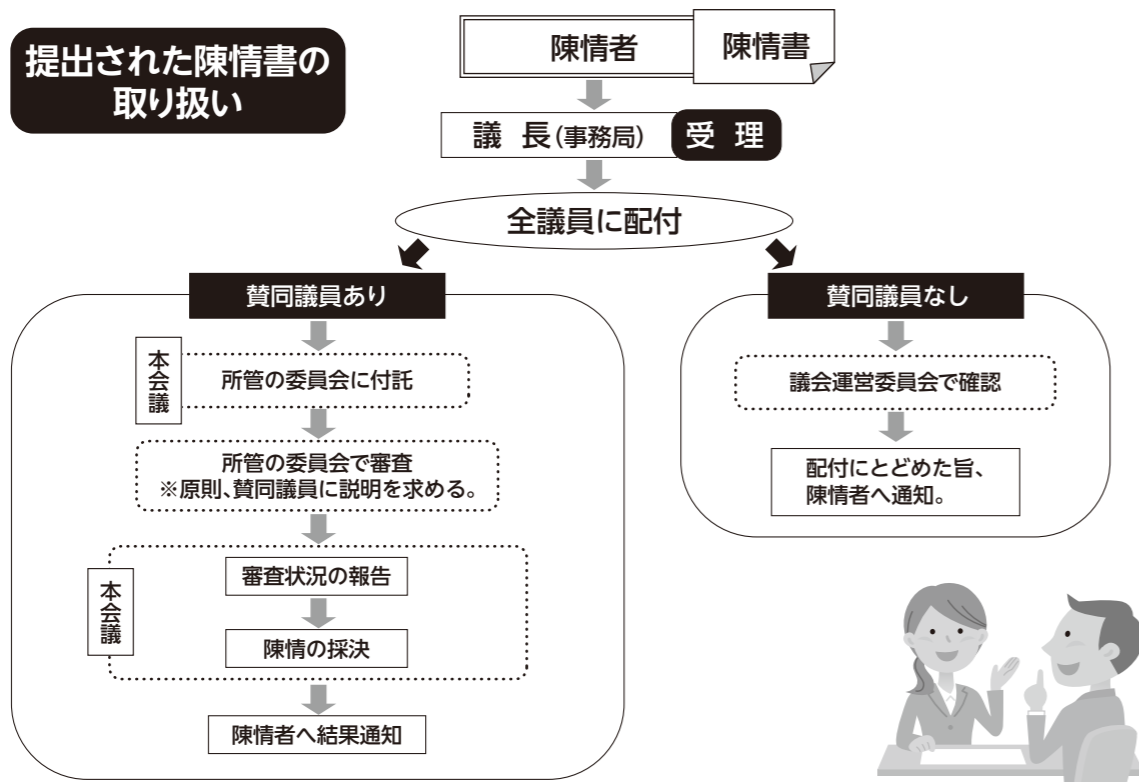 提出された陳情書の
取り扱い
陳情者
陳情書
議 長(事務局)
受 理
全議員に配付
賛同議員あり
本会議
所管の委員会に付託
所管の委員会で審査
※原則、賛同議員に説明を求める。
本会議
審査状況の報告
陳情の採決
陳情者へ結果通知
賛同議員なし
議会運営委員会で確認
配付にとどめた旨、
陳情者へ通知。